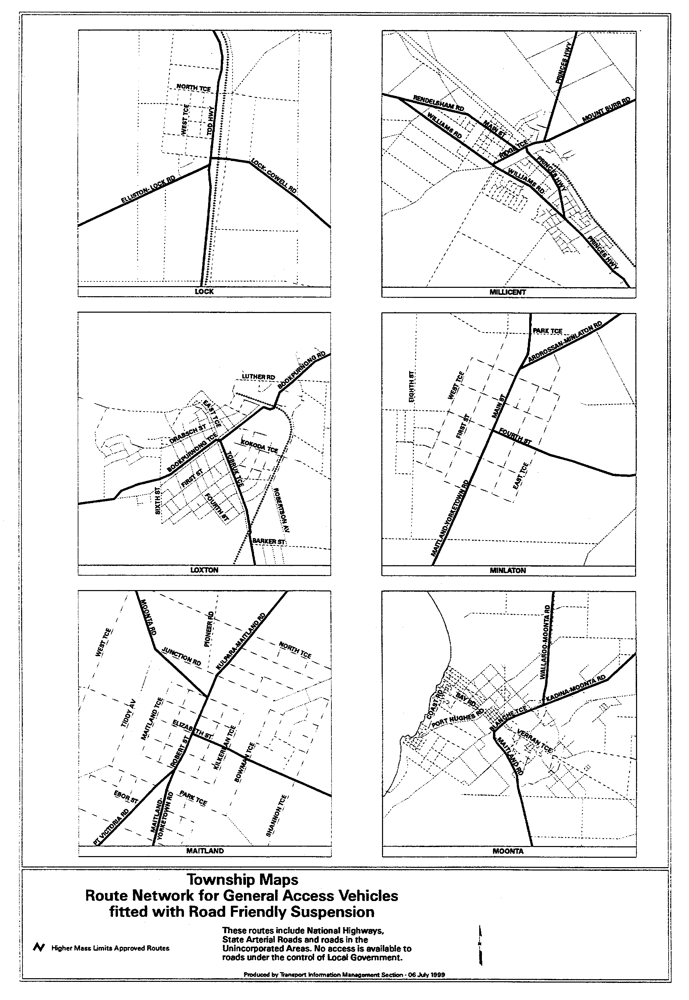 NORTH TCE
WEST TCE
TOD HWY
LOCK-COWELL RD
ELLISTON-LOCK RD
LOCK
PRINCES HWY
RENDELSHAM RD
MOUNT BURR RD
WILLIAMS RD
MAIN ST
RIDGE TCE
PRINCES HWY
WILLIAMS RD
PRINCES HWY
MILLICENT
BOOKPURNONG RD
LUTHER RD
EAST TCE
DRABSCH ST
BOOKPURNONG TCE
KOKODA TCE
TOBRUK TCE
FIRST ST
SIXTH ST
FOURTH ST
ROBERTSON AV
BARKER ST
LOXTON
PARK TCE
ARDROSSAN-MINLATON RD
EIGHTH ST
WEST TCE
MAIN ST
FIRST ST
FOURTH ST
EAST TCE
MAITLAND-YORKETOWN RD
MINLATON
MOONTA RD
PIONEER RD
KULPARA-MAITLAND RD
WEST TCE
JUNCTION RD
NORTH TCE
TIDDY AV
MAITLAND TCE
ELIZABETH ST
ROBERT ST
KILKERRAN TCE
BOWMAN TCE
EBOR ST
PARK TCE
PT VICTORIA RD
MAITLAND-
YORKETOWN RD
SHANNON TCE
MAITLAND
WALLAROO-MOONTA RD
KADINA-MOONTA RD
BAY RD
COAST RD
PORT HUGHES RD
BLANCHE TCE
VERRAN TCE
MAITLAND RD
MOONTA
Township Maps
Route Network for General Access Vehicles
fitted with Road Friendly Suspension
Higher Mass Limits Approved Routes
These routes include National Highways,
State Arterial Roads and roads in the
Unincorporated Areas. No access is available to
roads under the control of Local Government.
Produced by Transport Information Management Section - 06 July 1999